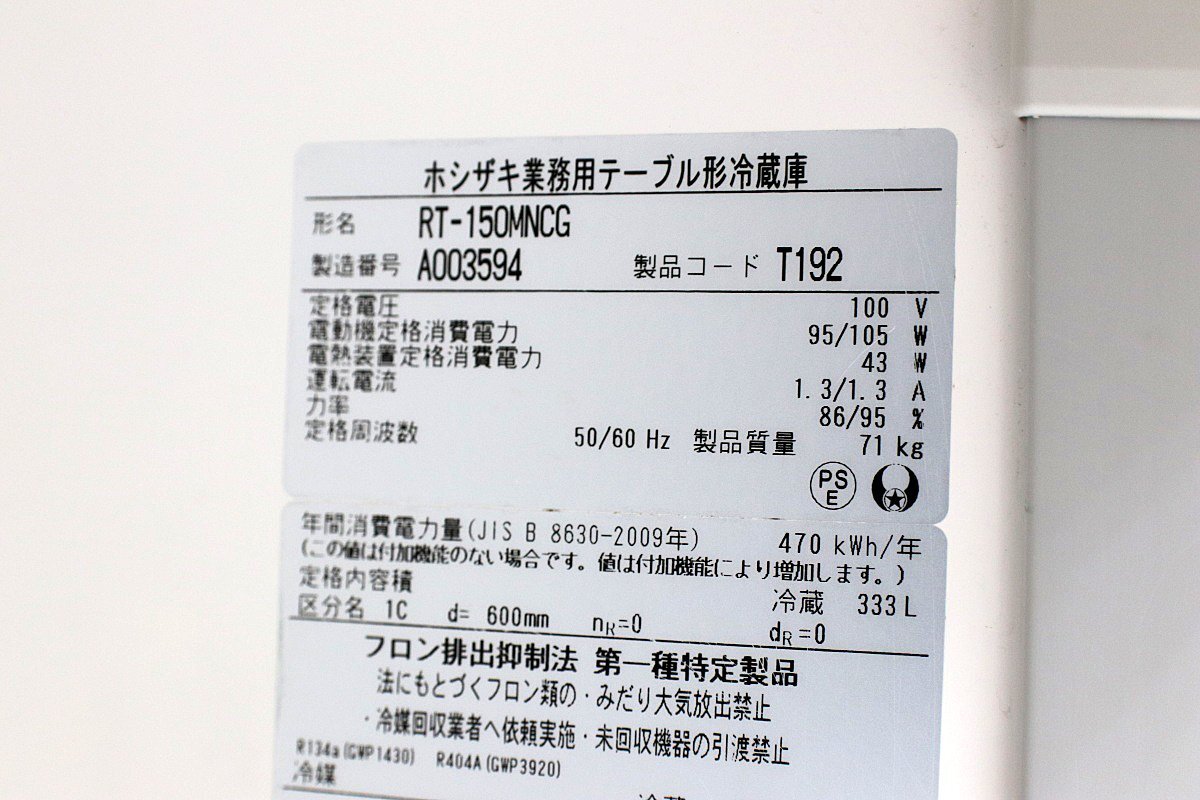 ホシザキ業務用テーブル形冷蔵庫
形名 RT-150MNCG
製造番号 A003594 製品コード T192
定格電圧 100 V
電動機定格消費電力 95/105 W
電熱装置定格消費電力 43 W
運転電流 1.3/1.3 A
力率 86/95 %
定格周波数 50/60 Hz 製品質量 71 kg
PS E
年間消費電力量(JIS B 8630-2009年) 470 kWh/年
(この値は付加機能のない場合です。値は付加機能により増加します。)
定格内容積 冷蔵 333L
区分名 1C d= 600mm nR=0 dR=0
フロン排出抑制法 第一種特定製品
法にもとづくフロン類の・みだり大気放出禁止
・冷媒回収業者へ依頼実施・未回収機器の引渡禁止
R134a(GWP1430) R404A(GWP3920)
冷媒